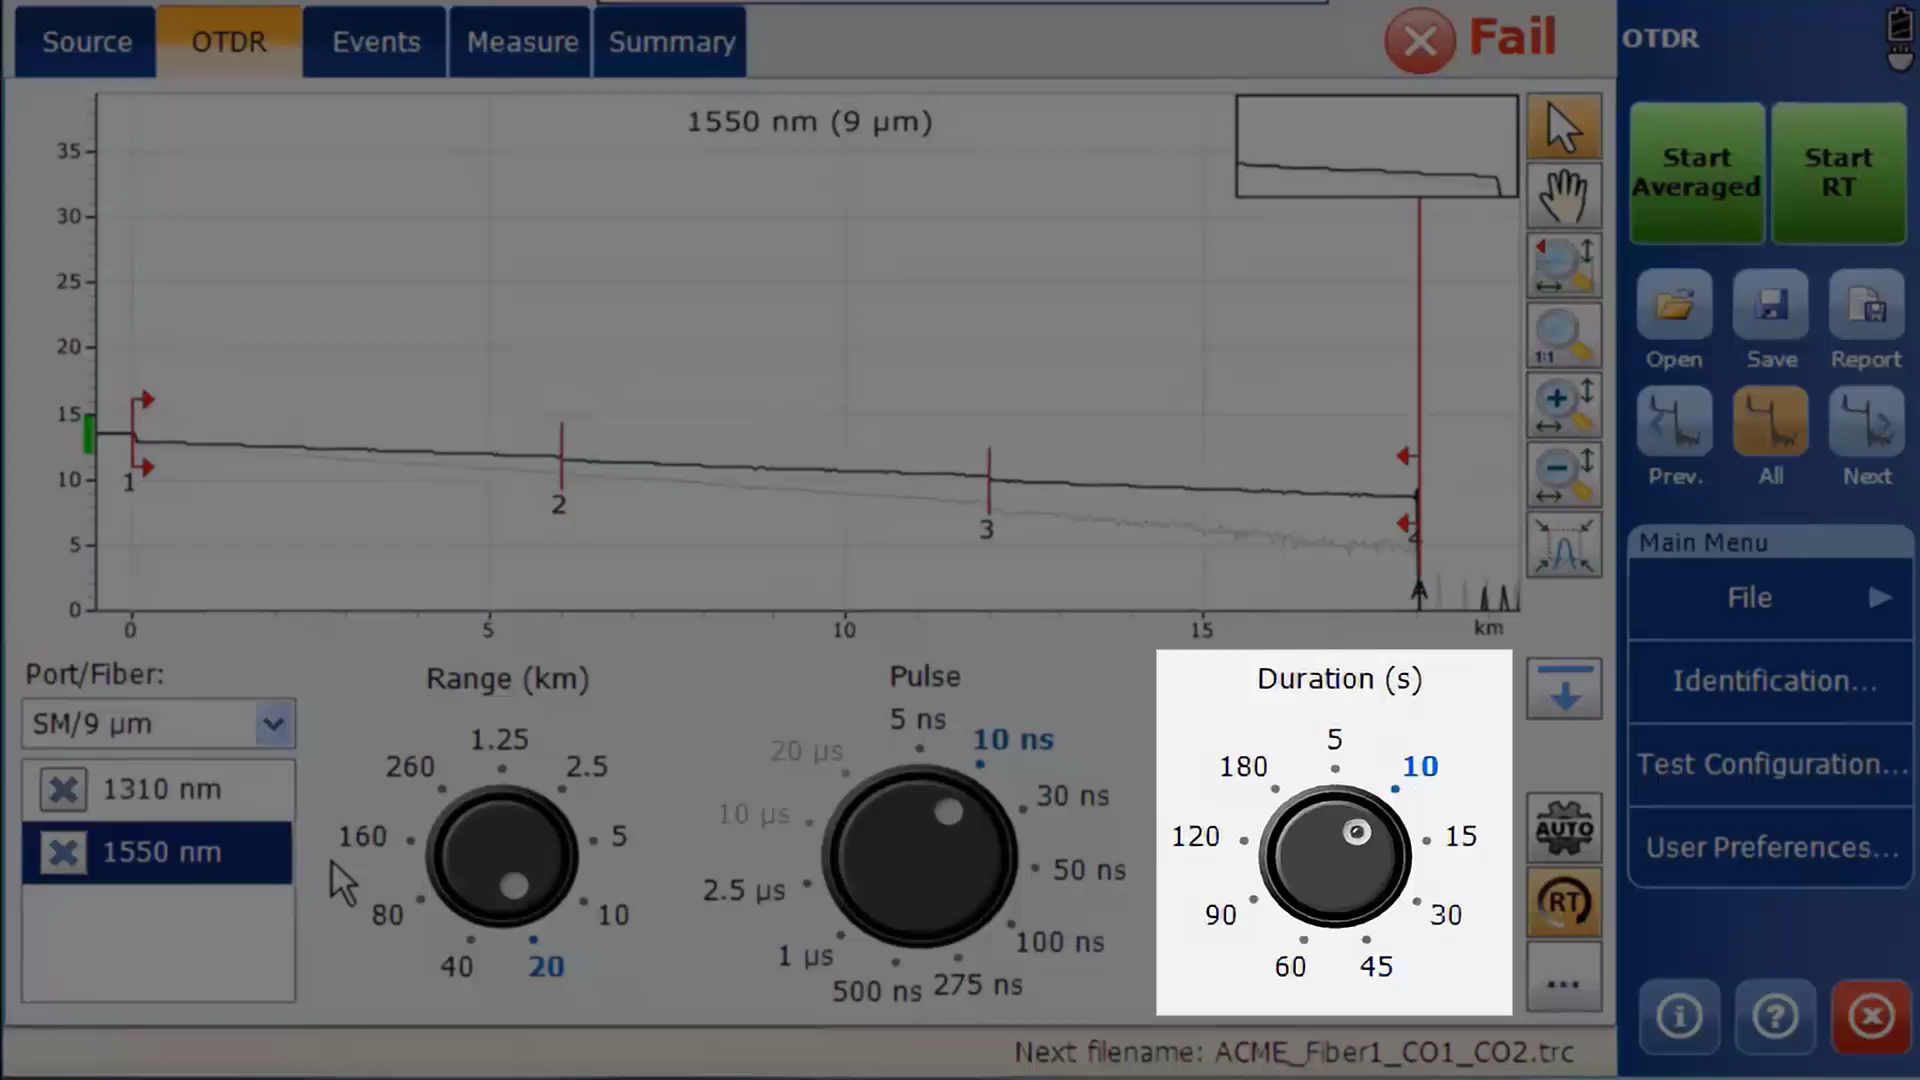 Source
OTDR
Events
Measure
Summary
Fail
OTDR
1550 nm (9 µm)
35
30
25
20
15
10
5
0
1
2
3
4
0
5
10
15
km
1:1
Start
Averaged
Start
RT
Open
Save
Report
Prev.
All
Next
Main Menu
File
Identification...
Test Configuration...
User Preferences...
Port/Fiber:
SM/9 µm
1310 nm
1550 nm
Range (km)
1.25
2.5
5
10
20
40
80
160
260
Pulse
5 ns
10 ns
30 ns
50 ns
100 ns
275 ns
500 ns
1 µs
2.5 µs
10 µs
20 µs
Duration (s)
5
10
15
30
45
60
90
120
180
AUTO
RT
...
Next filename: ACME_Fiber1_CO1_CO2.trc